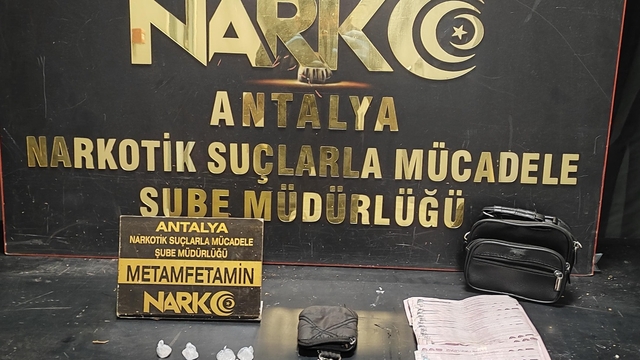 NARKO
ANTALYA
NARKOTİK SUÇLARLA MÜCADELE
ŞUBE MÜDÜRLÜĞÜ
ANTALYA
NARKOTİK SUÇLARLA MÜCADELE
ŞUBE MÜDÜRLÜĞÜ
METAMFETAMİN
NARKO